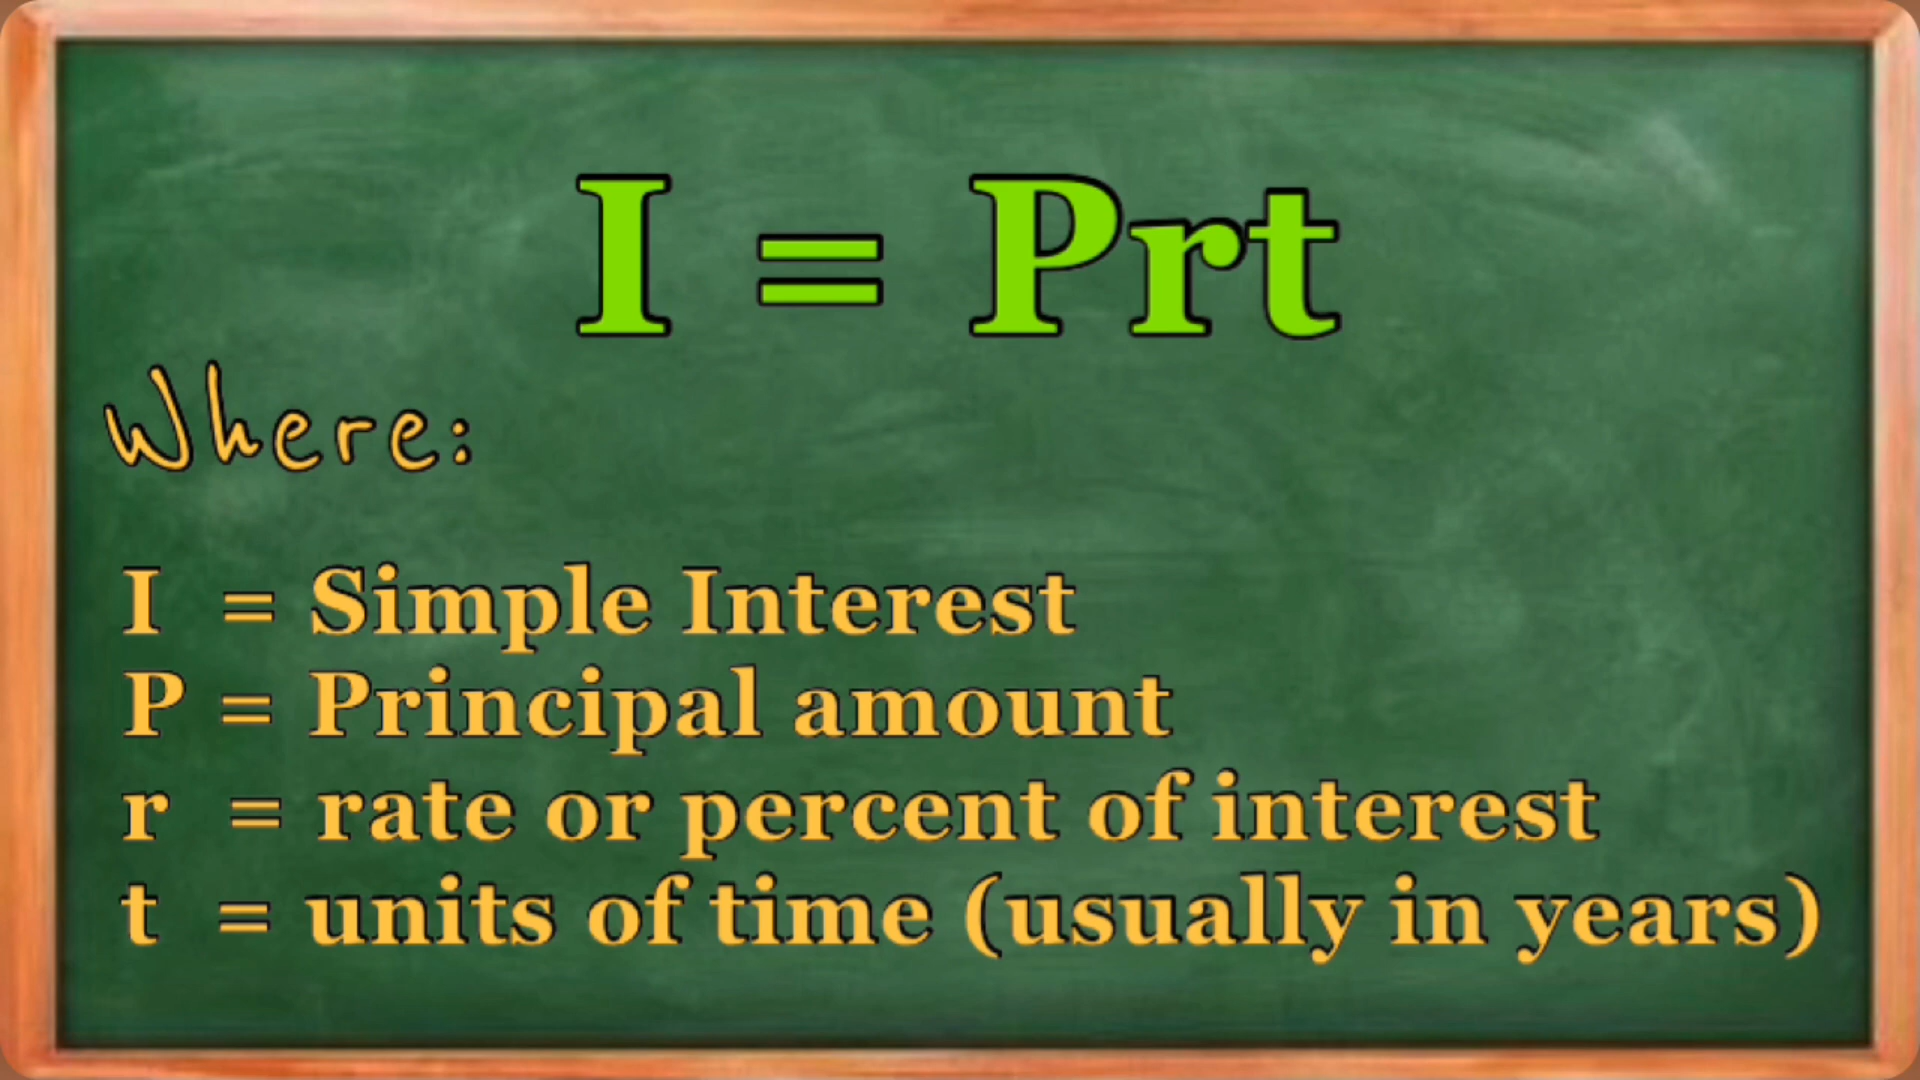 I = Prt
Where:
I = Simple Interest
P = Principal amount
r = rate or percent of interest
t = units of time (usually in years)